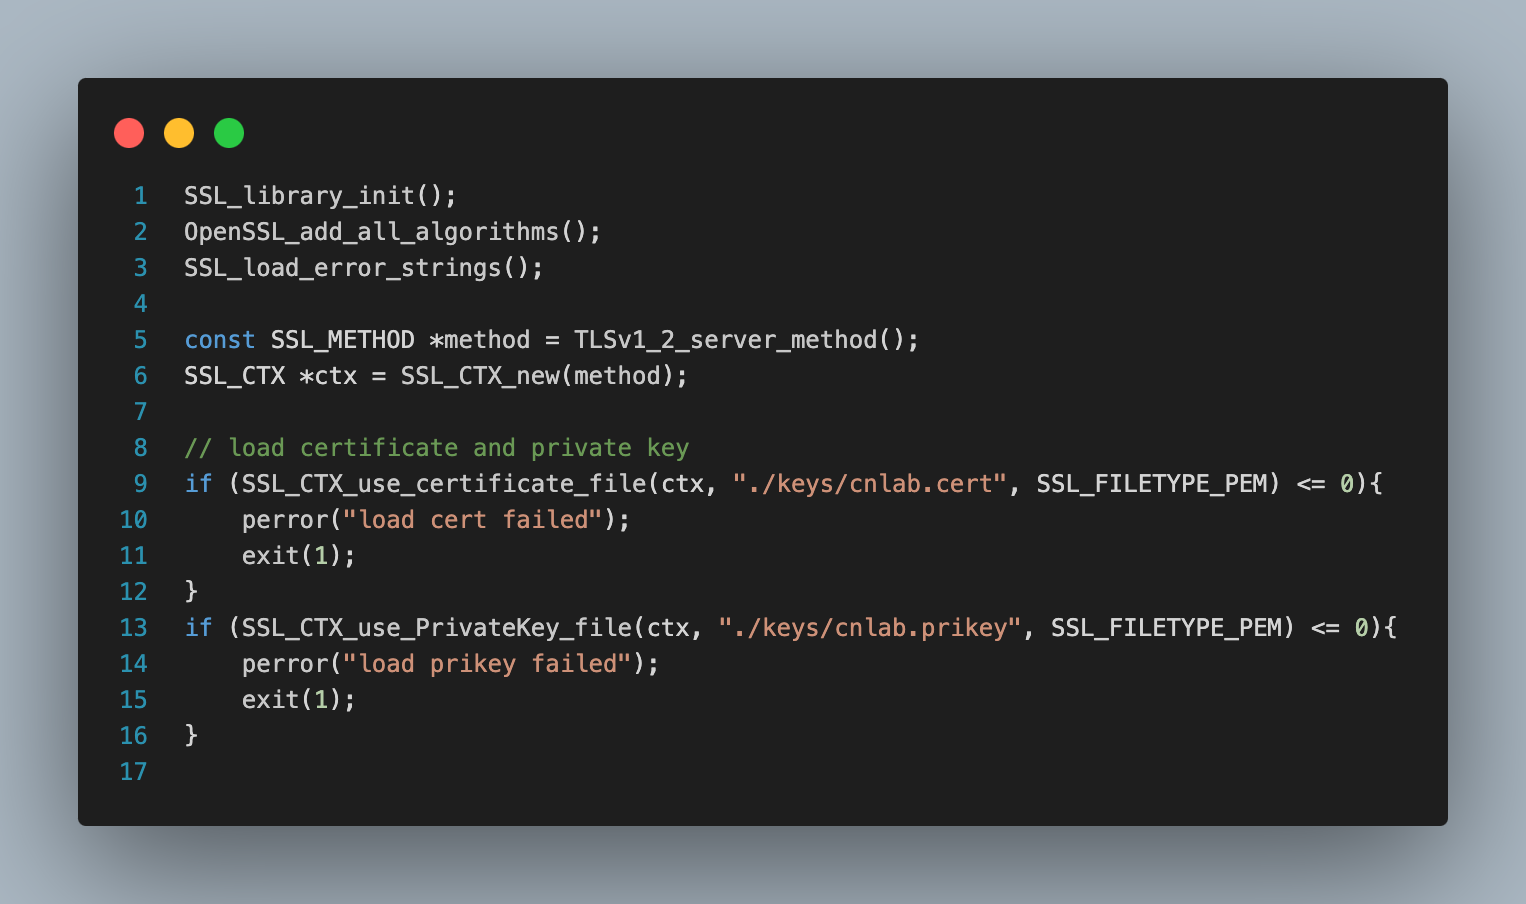 1 SSL_library_init();
2 OpenSSL_add_all_algorithms();
3 SSL_load_error_strings();
4
5 const SSL_METHOD *method = TLSv1_2_server_method();
6 SSL_CTX *ctx = SSL_CTX_new(method);
7
8 // load certificate and private key
9 if (SSL_CTX_use_certificate_file(ctx, "./keys/cnlab.cert", SSL_FILETYPE_PEM) <= 0){
10     perror("load cert failed");
11     exit(1);
12 }
13 if (SSL_CTX_use_PrivateKey_file(ctx, "./keys/cnlab.prikey", SSL_FILETYPE_PEM) <= 0){
14     perror("load prikey failed");
15     exit(1);
16 }
17